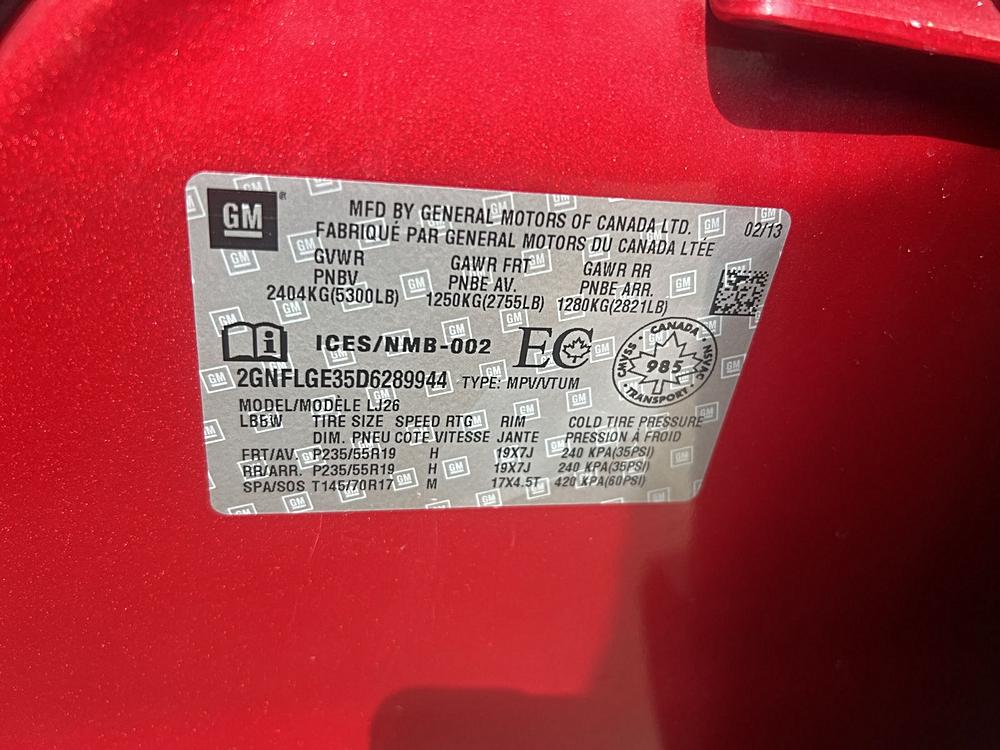 GM ®
MFD BY GENERAL MOTORS OF CANADA LTD. 02/13
FABRIQUÉ PAR GENERAL MOTORS DU CANADA LTÉE
GVWR GAWR FRT GAWR RR
PNBV PNBE AV. PNBE ARR.
2404KG(5300LB) 1250KG(2755LB) 1280KG(2821LB)
ICES/NMB-002 EC
CANADA
CMVSS 985 NSVAC
TRANSPORT
2GNFLGE35D6289944 TYPE: MPV/VTUM
MODEL/MODÈLE LJ26
LBBW TIRE SIZE SPEED RTG RIM COLD TIRE PRESSURE
DIM. PNEU COTE VITESSE JANTE PRESSION À FROID
FRT/AV. P235/55R19 H 19X7J 240 KPA(35PSI)
RR/ARR. P235/55R19 H 19X7J 240 KPA(35PSI)
SPA/SOS T145/70R17 M 17X4.5T 420 KPA(60PSI)